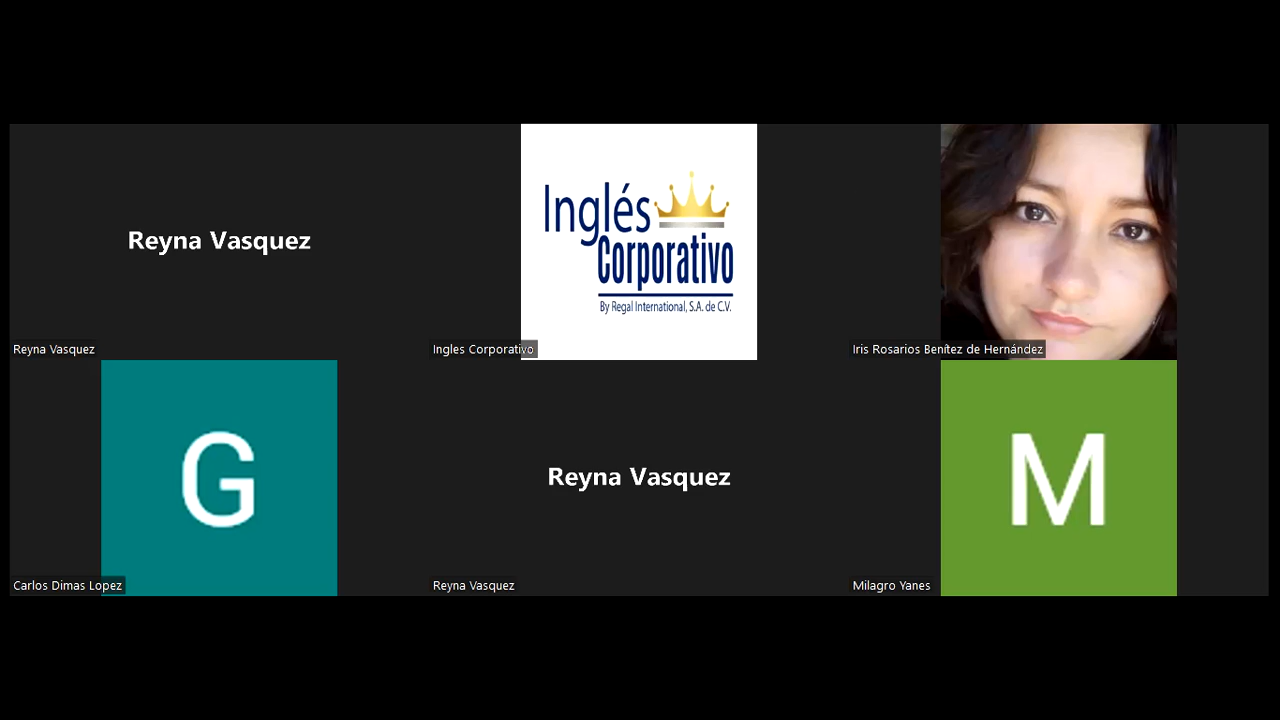 Reyna Vasquez
Reyna Vasquez
Inglés
Corporativo
By Regal International, S.A. de C.V.
Ingles Corporativo
Iris Rosarios Benítez de Hernández
G
Carlos Dimas Lopez
Reyna Vasquez
Reyna Vasquez
M
Milagro Yanes